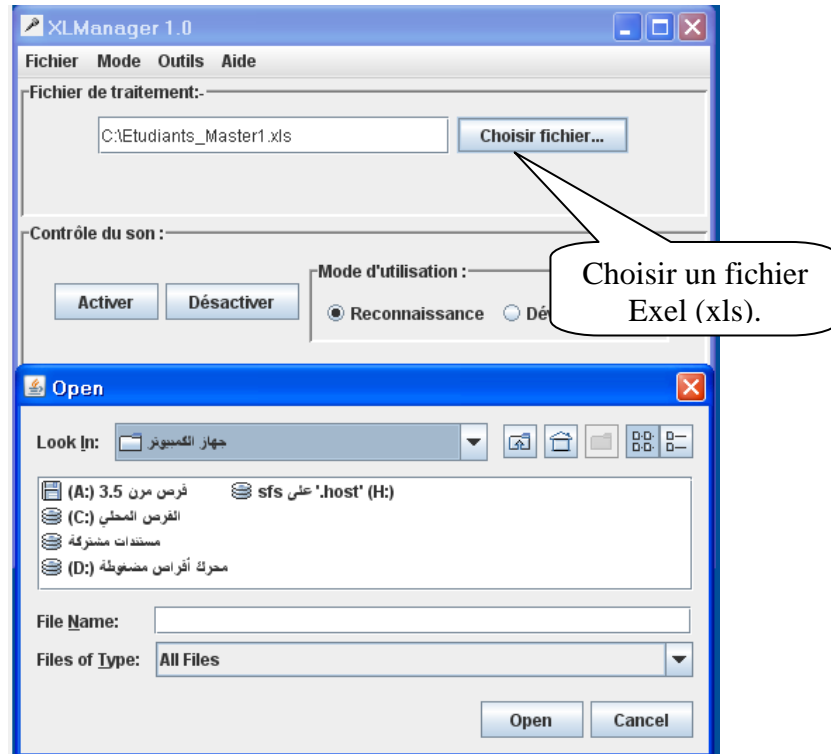 XLManager 1.0
Fichier Mode Outils Aide
Fichier de traitement:-
C:\Etudiants_Master1.xls Choisir fichier...
Contrôle du son :
Mode d'utilisation :
Activer Désactiver
Reconnaissance
Choisir un fichier
Exel (xls).
Open
Look In: جهاز الكمبيوتر
قرص مرن 3.5 (A:)
القرص المحلي (C:)
مستندات مشتركة
محرك أقراص مضغوطة (D:)
sfs على '.host' (H:)
File Name:
Files of Type: All Files
Open Cancel